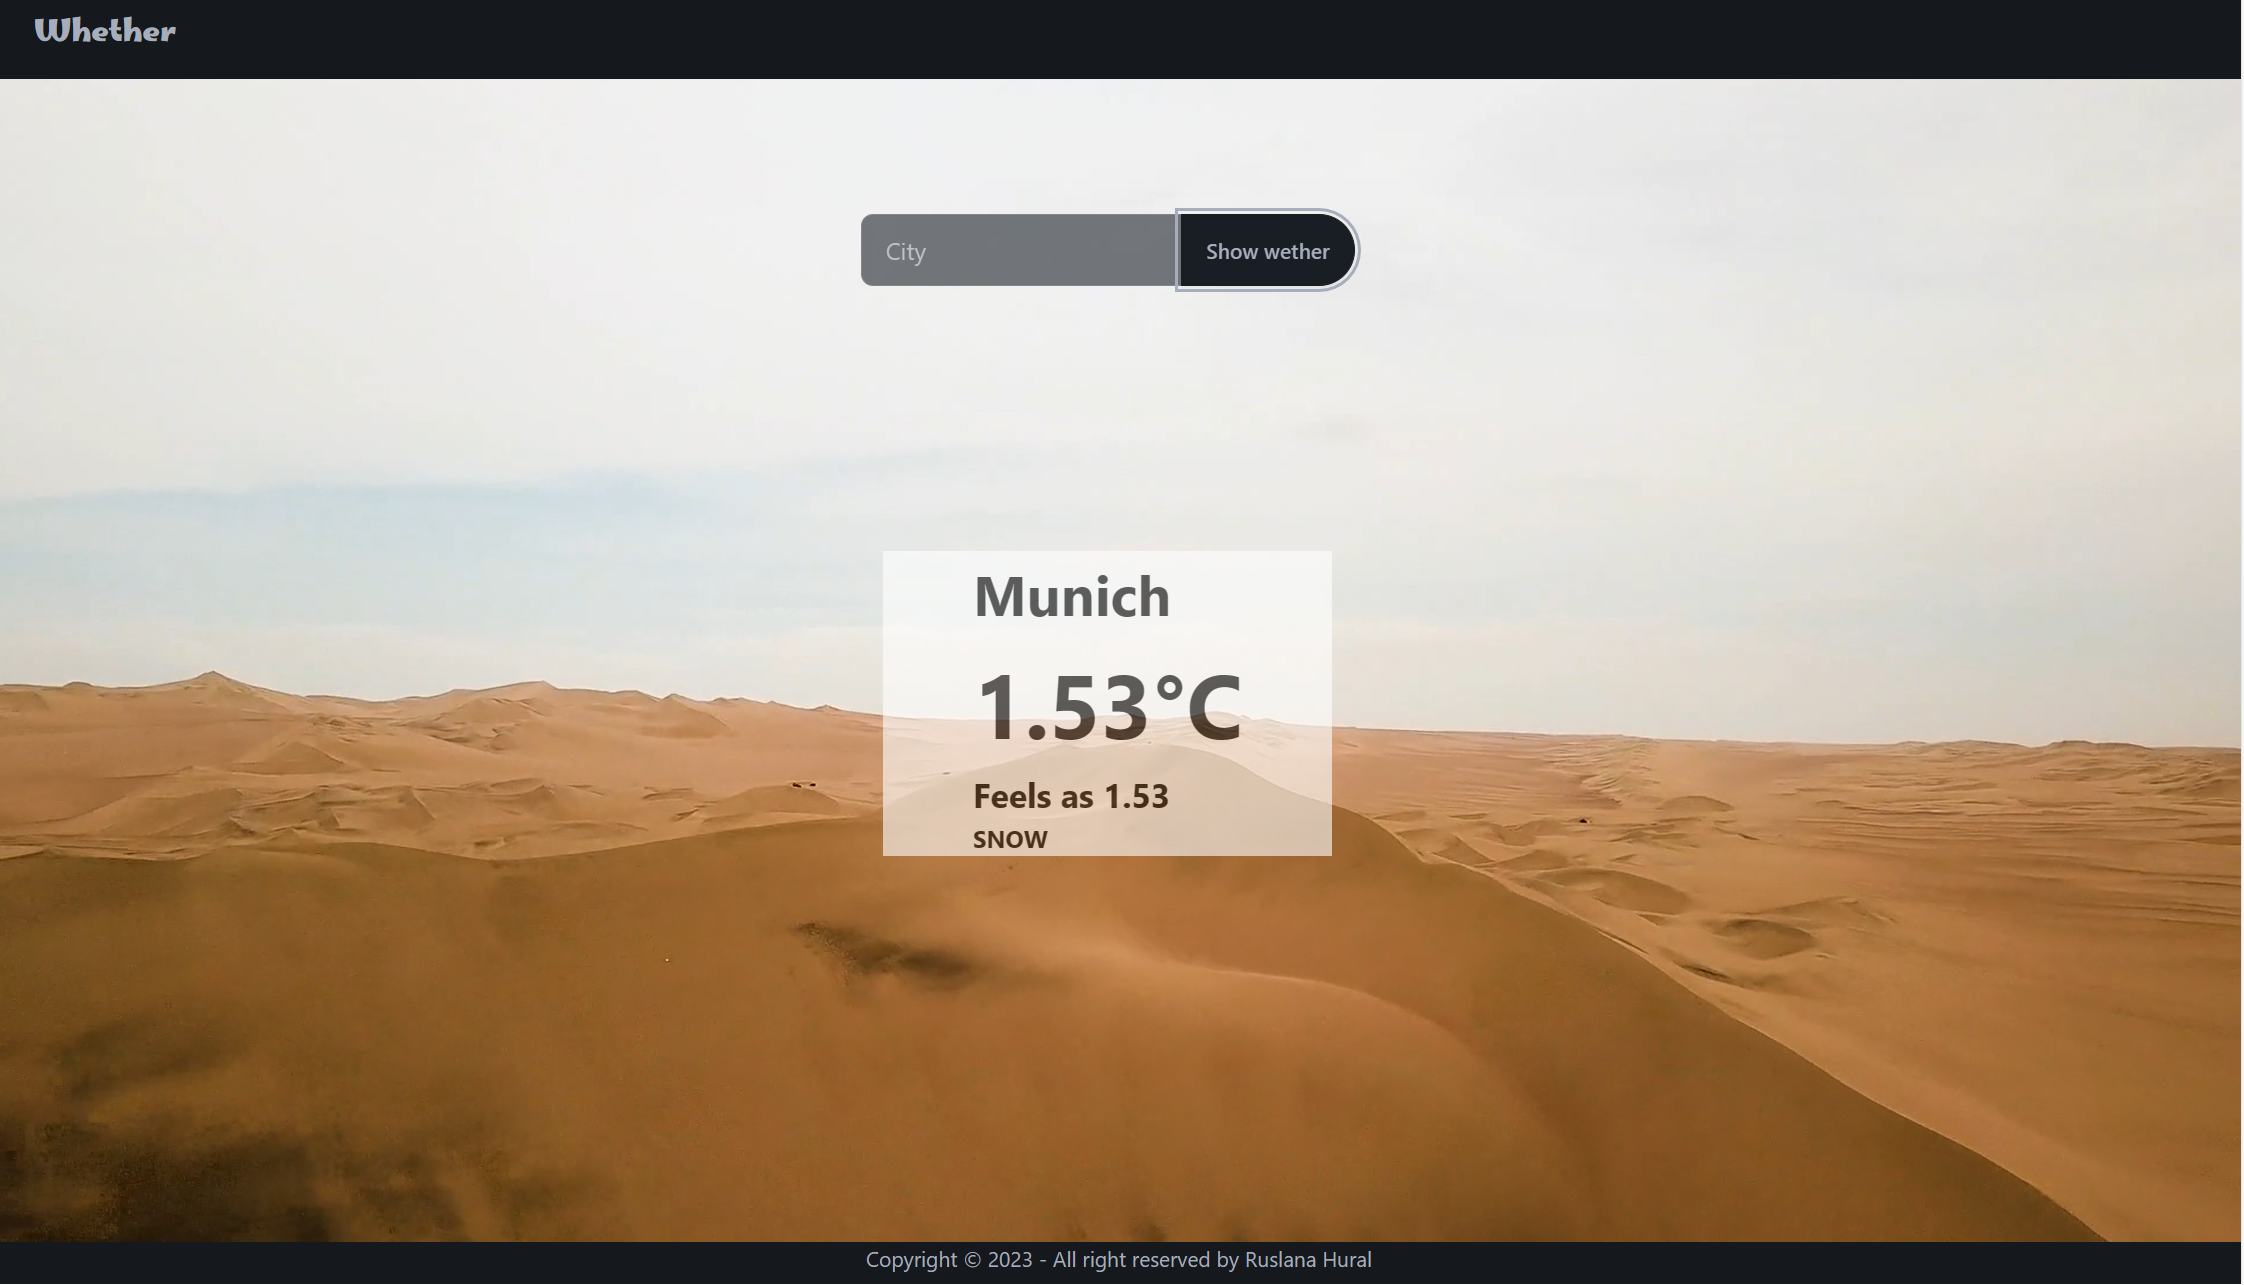 Whether
City
Show wether
Munich
1.53°C
Feels as 1.53
SNOW
Copyright © 2023 - All right reserved by Ruslana Hural